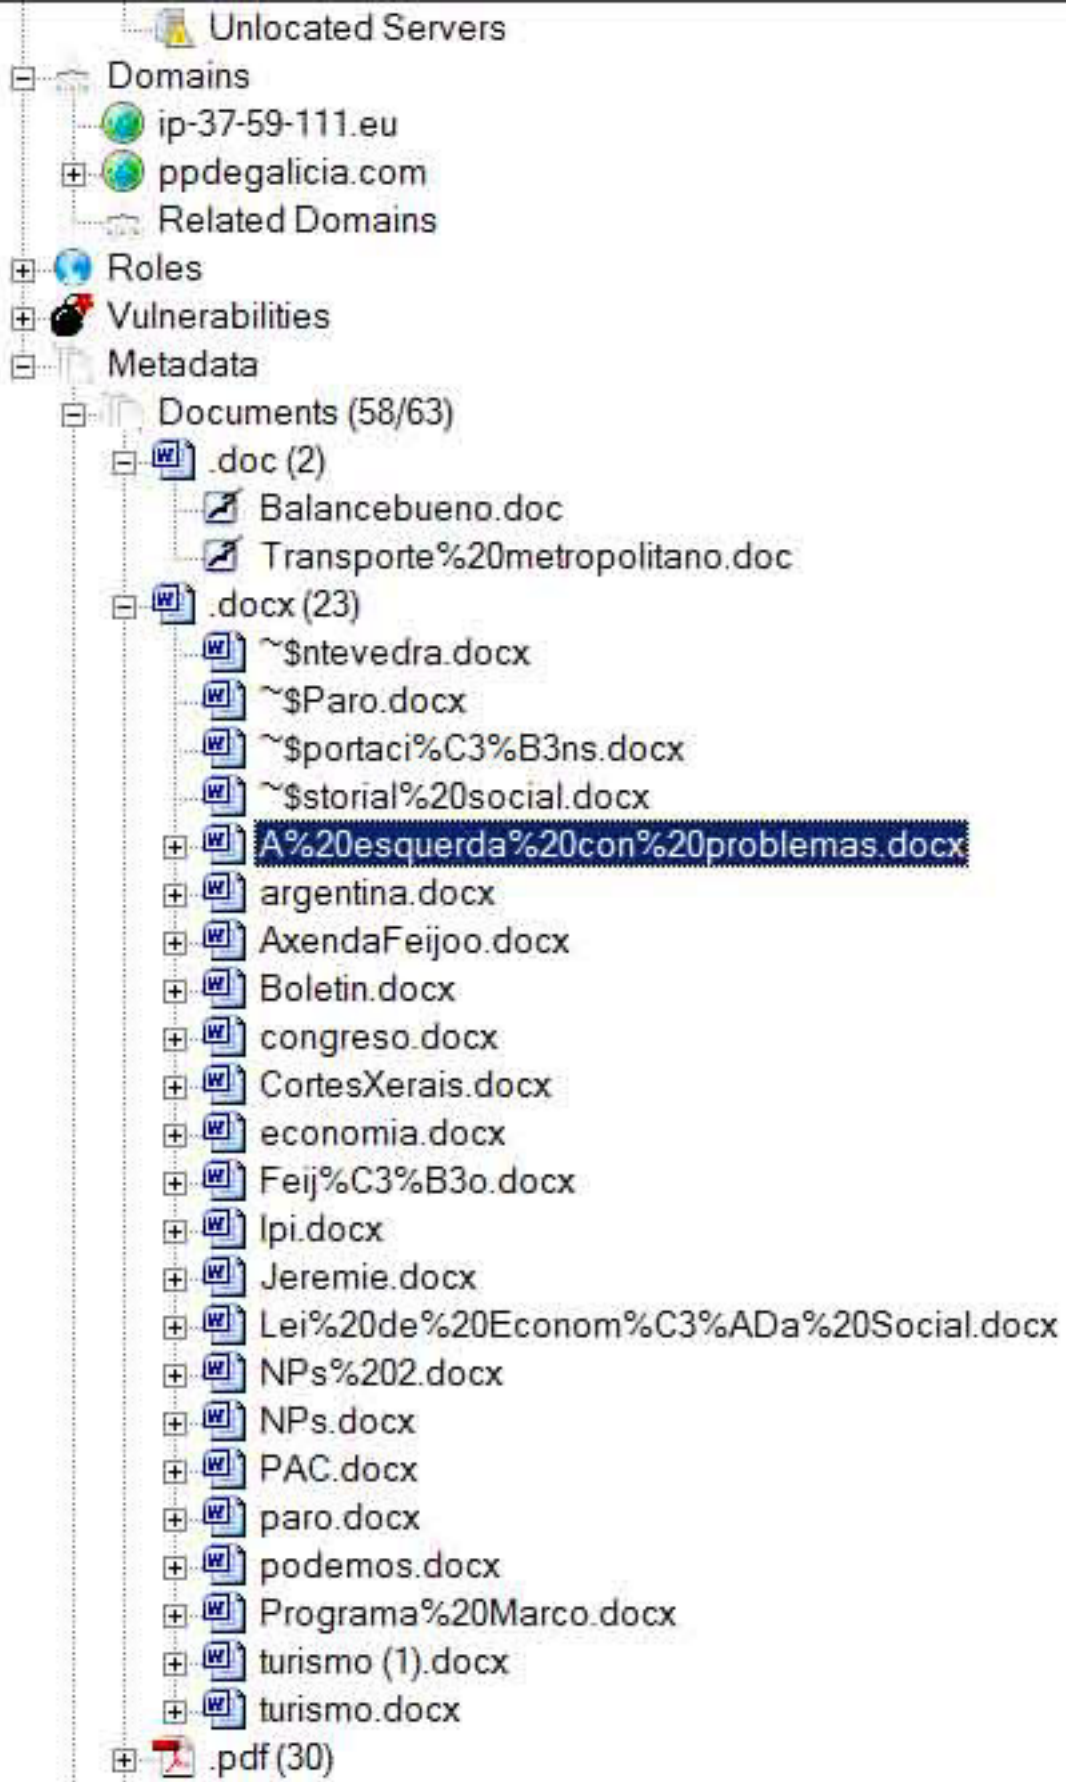 Unlocated Servers
Domains
ip-37-59-111.eu
ppdegalicia.com
Related Domains
Roles
Vulnerabilities
Metadata
Documents (58/63)
.doc (2)
Balancebueno.doc
Transporte%20metropolitano.doc
.docx (23)
~$ntevedra.docx
~$Paro.docx
~$portaci%C3%B3ns.docx
~$storial%20social.docx
A%20esquerda%20con%20problemas.docx
argentina.docx
AxendaFeijoo.docx
Boletin.docx
congreso.docx
CortesXerais.docx
economia.docx
Feij%C3%B3o.docx
Ipi.docx
Jeremie.docx
Lei%20de%20Econom%C3%ADa%20Social.docx
NPs%202.docx
NPs.docx
PAC.docx
paro.docx
podemos.docx
Programa%20Marco.docx
turismo (1).docx
turismo.docx
.pdf (30)